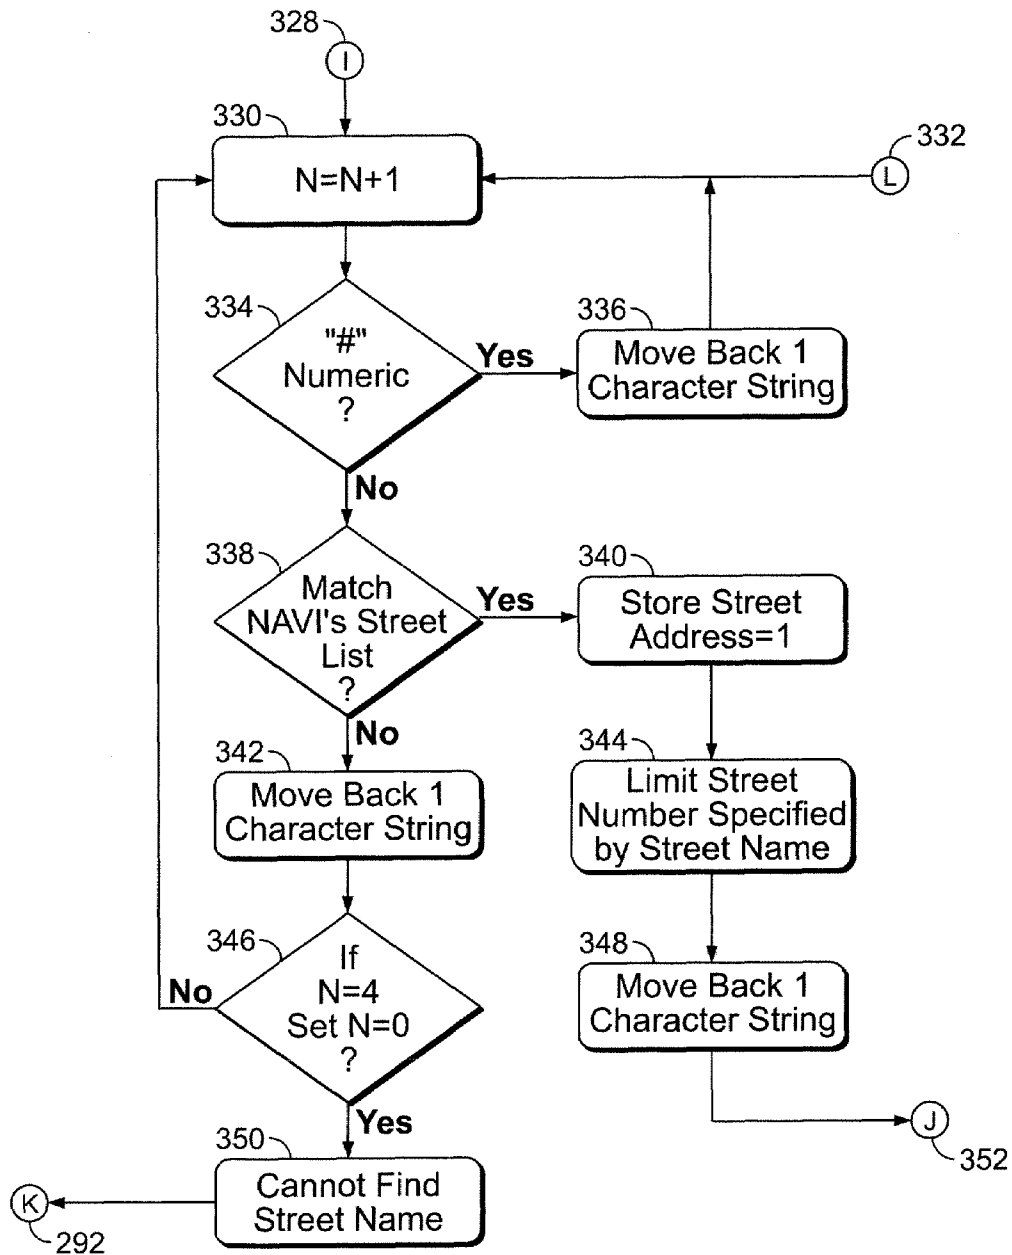 328
I
330
N=N+1
332
L
334
"#"
Numeric
?
Yes
336
Move Back 1
Character String
No
338
Match
NAVI's Street
List
?
Yes
340
Store Street
Address=1
No
342
Move Back 1
Character String
344
Limit Street
Number Specified
by Street Name
346
If
N=4
Set N=0
?
No
348
Move Back 1
Character String
Yes
J
352
350
Cannot Find
Street Name
K
292